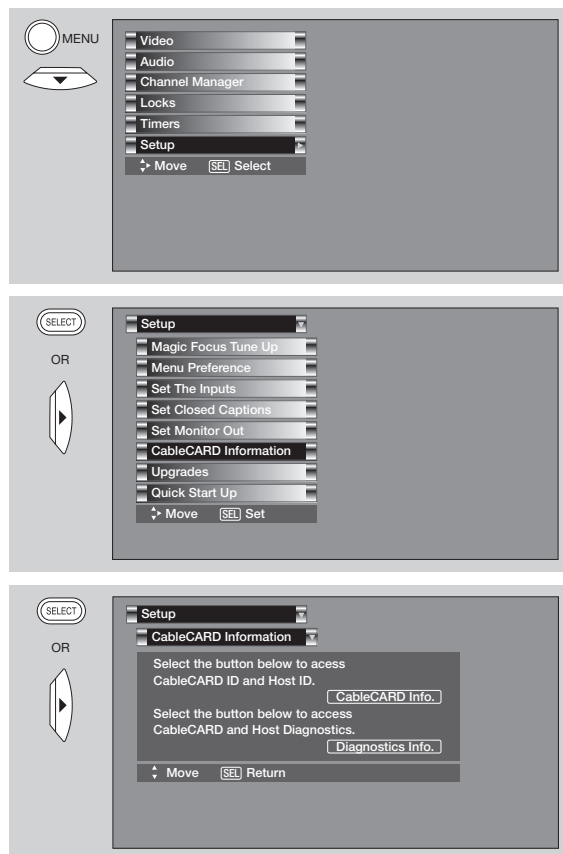 MENU
Video
Audio
Channel Manager
Locks
Timers
Setup
Move SEL Select
SELECT
OR
Setup
Magic Focus Tune Up
Menu Preference
Set The Inputs
Set Closed Captions
Set Monitor Out
CableCARD Information
Upgrades
Quick Start Up
Move SEL Set
SELECT
OR
Setup
CableCARD Information
Select the button below to acess
CableCARD ID and Host ID.
CableCARD Info.
Select the button below to access
CableCARD and Host Diagnostics.
Diagnostics Info.
Move SEL Return